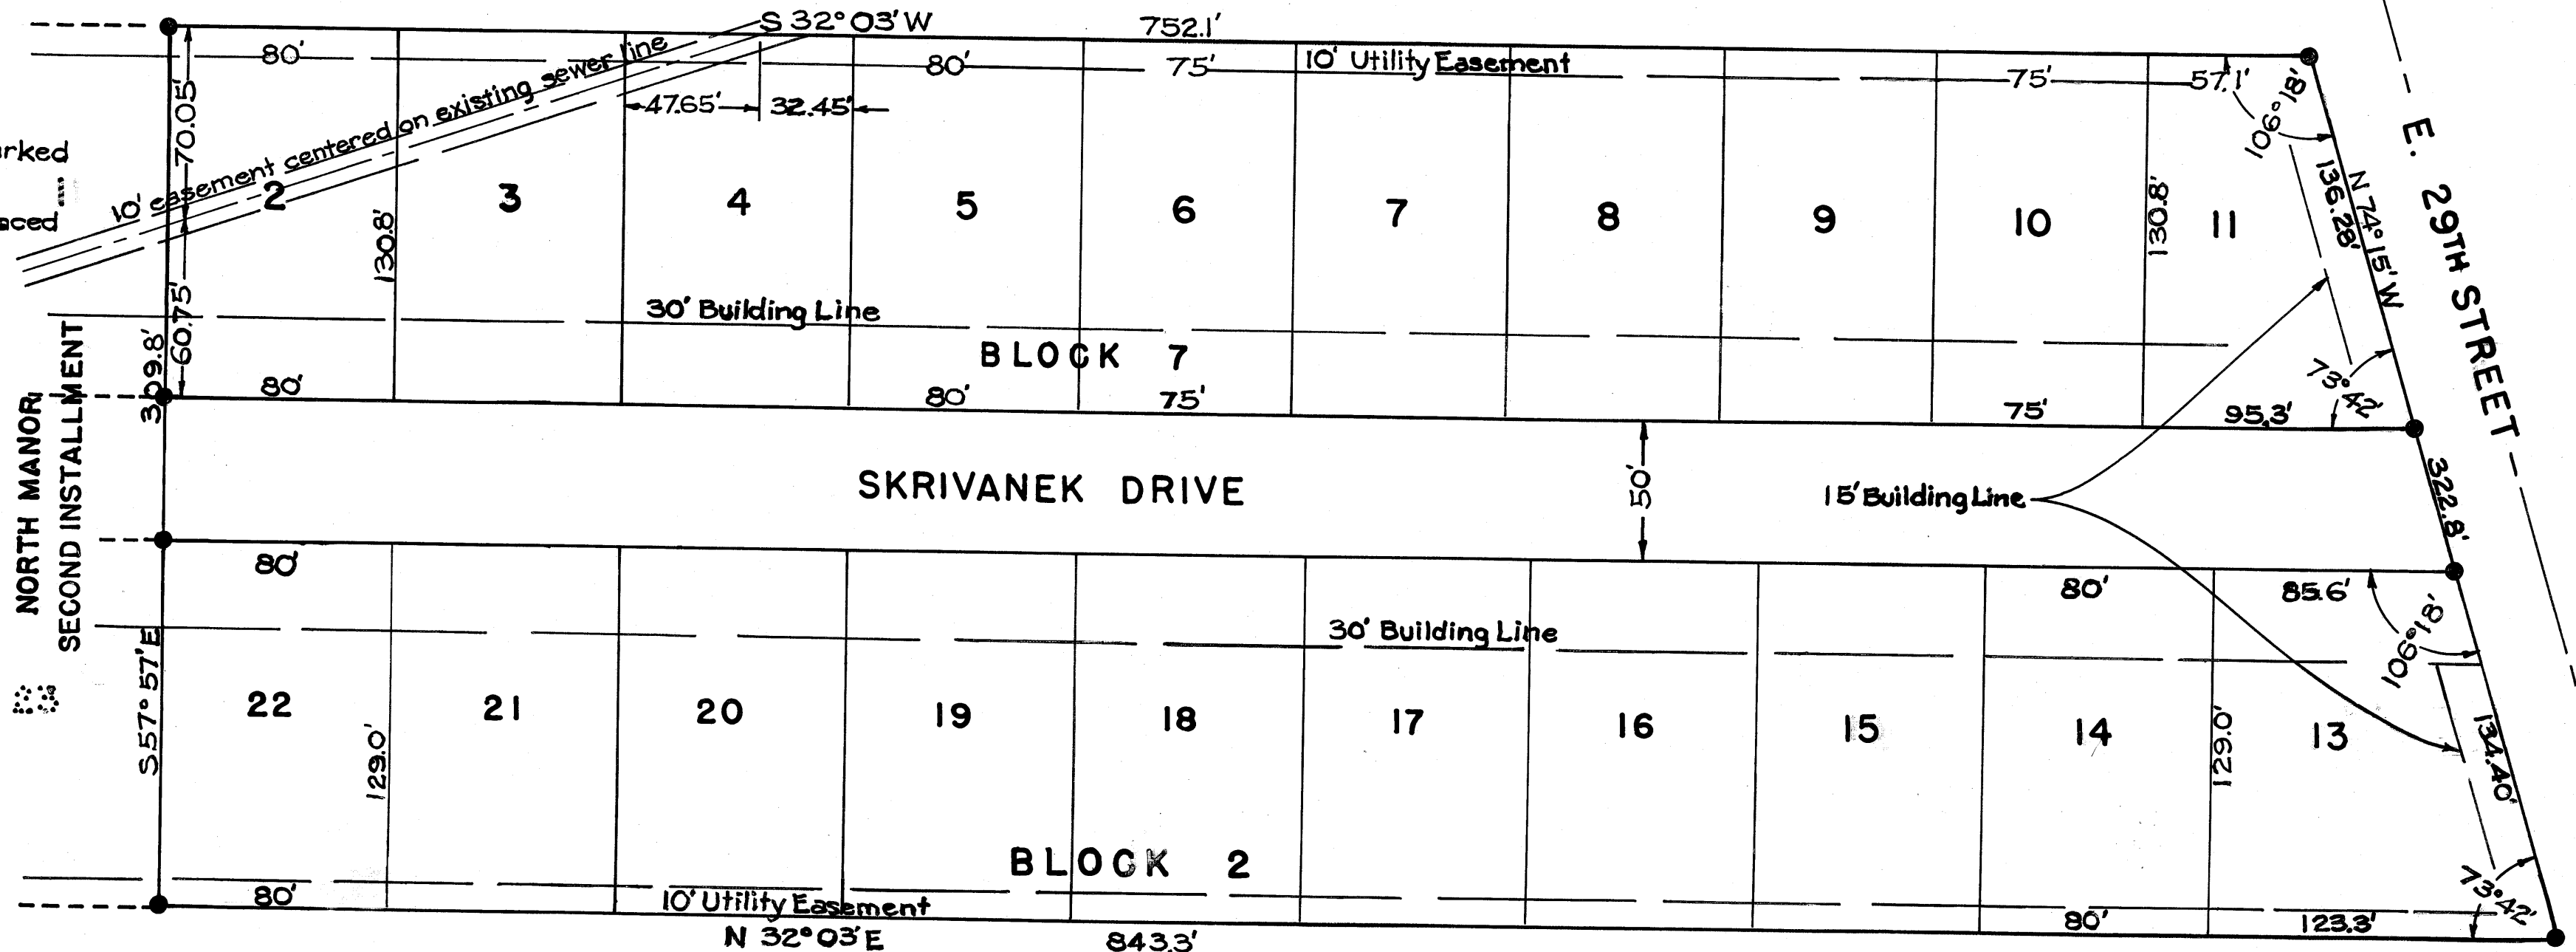 S 32°03'W 752.1'
80' 80' 75' 10' Utility Easement 75' 57.1'
47.65' 32.45'
70.05'
10' easement centered on existing sewer line
106°18'
N 74°15' W
136.28'
E. 29TH STREET
2 3 4 5 6 7 8 9 10 11
130.8' 130.8'
30' Building Line
60.75'
309.8'
BLOCK 7
73°42'
80' 80' 75' 75' 95.3'
NORTH MANOR
SECOND INSTALLMENT
SKRIVANEK DRIVE
50'
15' Building Line
322.8'
80' 80' 85.6'
106°18'
30' Building Line
S 57°57' E
22 21 20 19 18 17 16 15 14 13
129.0' 129.0'
134.40'
23
BLOCK 2
73°42'
80' 10' Utility Easement 80' 123.3'
N 32°03'E 843.3'